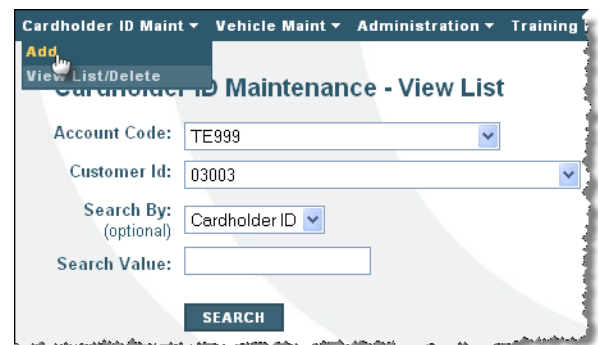 Cardholder ID Maint Vehicle Maint Administration Training
Add
View List/Delete
Cardholder ID Maintenance - View List
Account Code: TE999
Customer Id: 03003
Search By: Cardholder ID
(optional)
Search Value:
SEARCH